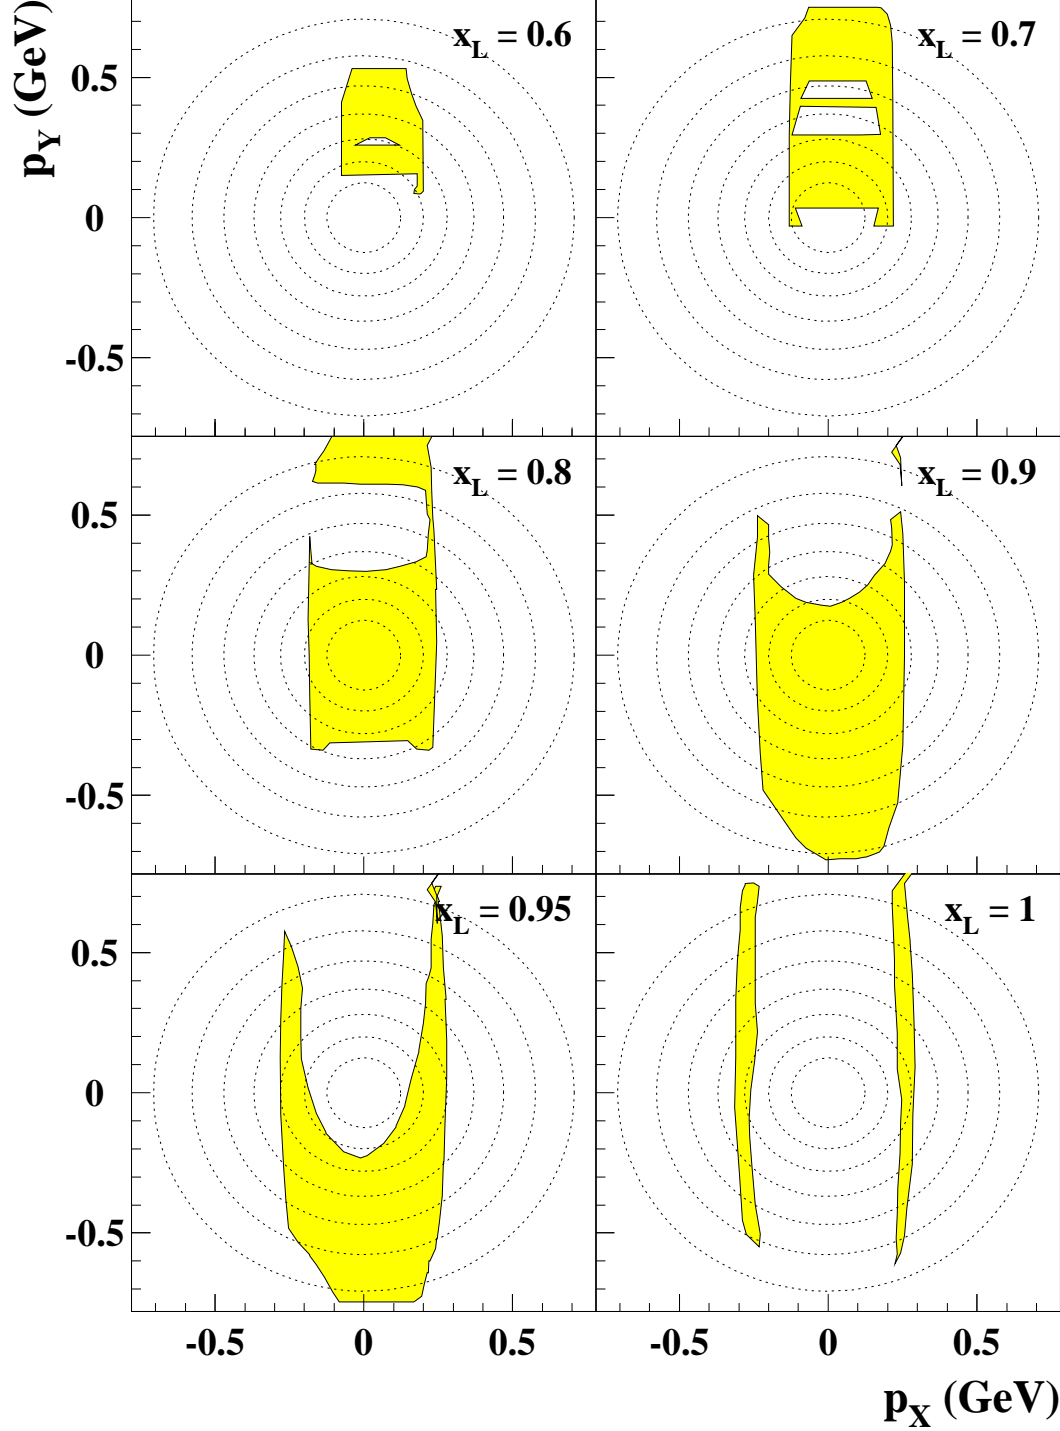 p_Y (GeV)
x_L = 0.6
x_L = 0.7
0.5
0
-0.5
x_L = 0.8
x_L = 0.9
0.5
0
-0.5
x_L = 0.95
x_L = 1
0.5
0
-0.5
-0.5 0 0.5 -0.5 0 0.5
p_X (GeV)